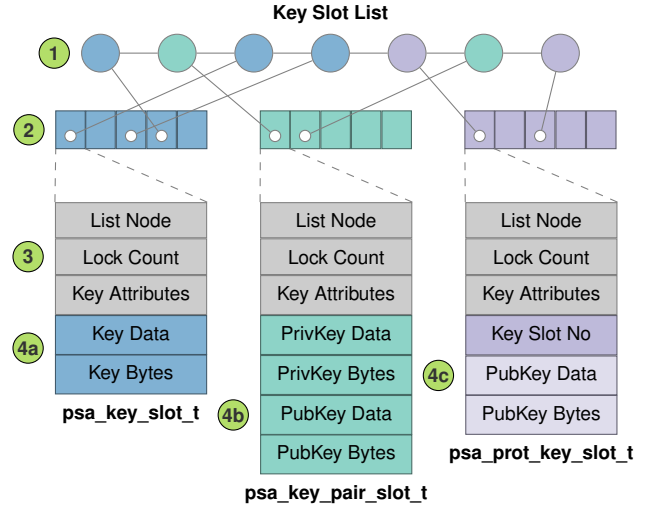 Key Slot List
1
2
3
List Node
Lock Count
Key Attributes
4a
Key Data
Key Bytes
psa_key_slot_t
List Node
Lock Count
Key Attributes
4b
PrivKey Data
PrivKey Bytes
PubKey Data
PubKey Bytes
psa_key_pair_slot_t
List Node
Lock Count
Key Attributes
4c
Key Slot No
PubKey Data
PubKey Bytes
psa_prot_key_slot_t